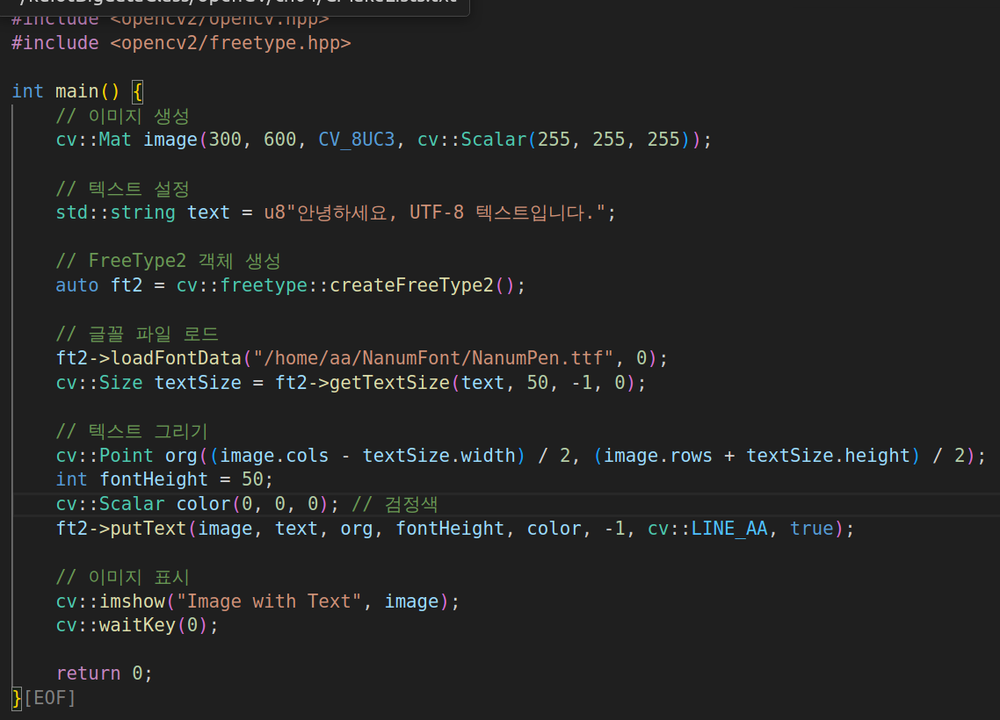 #include <opencv2/opencv.hpp>
#include <opencv2/freetype.hpp>
int main() {
// 이미지 생성
cv::Mat image(300, 600, CV_8UC3, cv::Scalar(255, 255, 255));
// 텍스트 설정
std::string text = u8"안녕하세요, UTF-8 텍스트입니다.";
// FreeType2 객체 생성
auto ft2 = cv::freetype::createFreeType2();
// 글꼴 파일 로드
ft2->loadFontData("/home/aa/NanumFont/NanumPen.ttf", 0);
cv::Size textSize = ft2->getTextSize(text, 50, -1, 0);
// 텍스트 그리기
cv::Point org((image.cols - textSize.width) / 2, (image.rows + textSize.height) / 2);
int fontHeight = 50;
cv::Scalar color(0, 0, 0); // 검정색
ft2->putText(image, text, org, fontHeight, color, -1, cv::LINE_AA, true);
// 이미지 표시
cv::imshow("Image with Text", image);
cv::waitKey(0);
return 0;
}[EOF]